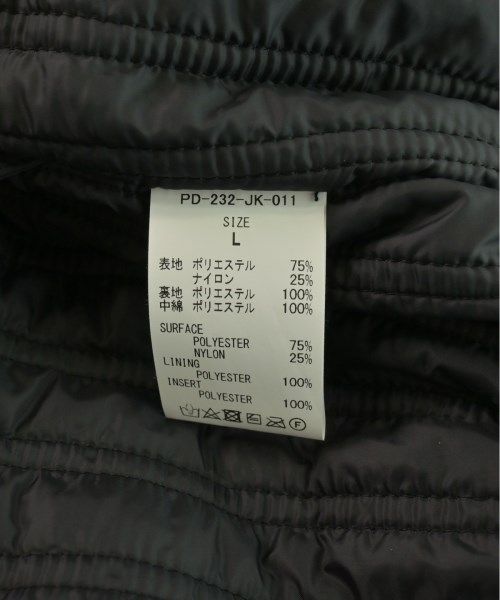 PD-232-JK-011
SIZE
L
表地 ポリエステル 75%
ナイロン 25%
裏地 ポリエステル 100%
中綿 ポリエステル 100%
SURFACE
POLYESTER 75%
NYLON 25%
LINING
POLYESTER 100%
INSERT
POLYESTER 100%
F